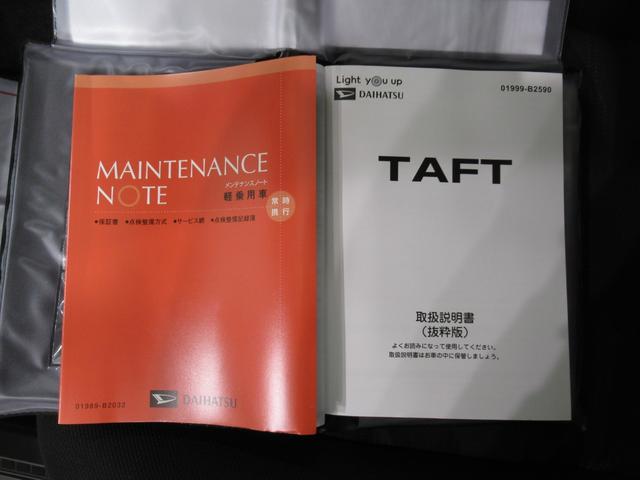 MAINTENANCE
NOTE
メンテナンスノート
軽乗用車
常時
携行
●保証書 ●点検整備方式 ●サービス網 ●点検整備記録簿
01989-B2032
DAIHATSU
Light you up
DAIHATSU
01999-B2590
TAFT
取扱説明書
（抜粋版）
よくお読みになって使用してください。
取扱説明書はお車の中に保管しましょう。